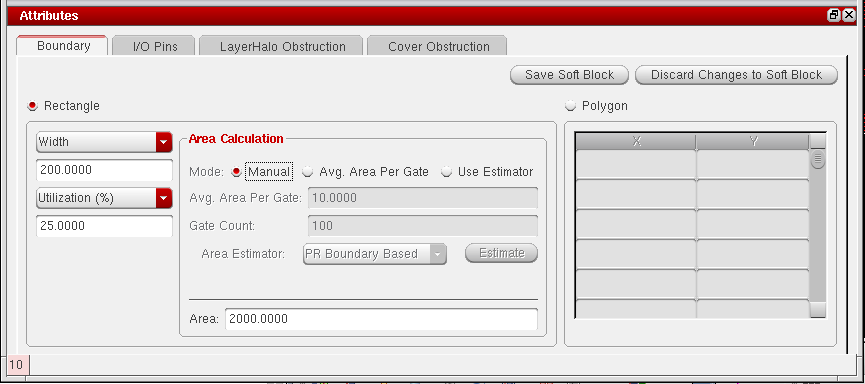 Attributes
Boundary
I/O Pins
LayerHalo Obstruction
Cover Obstruction
Save Soft Block
Discard Changes to Soft Block
Rectangle
Polygon
Width
200.0000
Utilization (%)
25.0000
Area Calculation
Mode: Manual Avg. Area Per Gate Use Estimator
Avg. Area Per Gate: 10.0000
Gate Count: 100
Area Estimator: PR Boundary Based Estimate
Area: 2000.0000
X Y
10